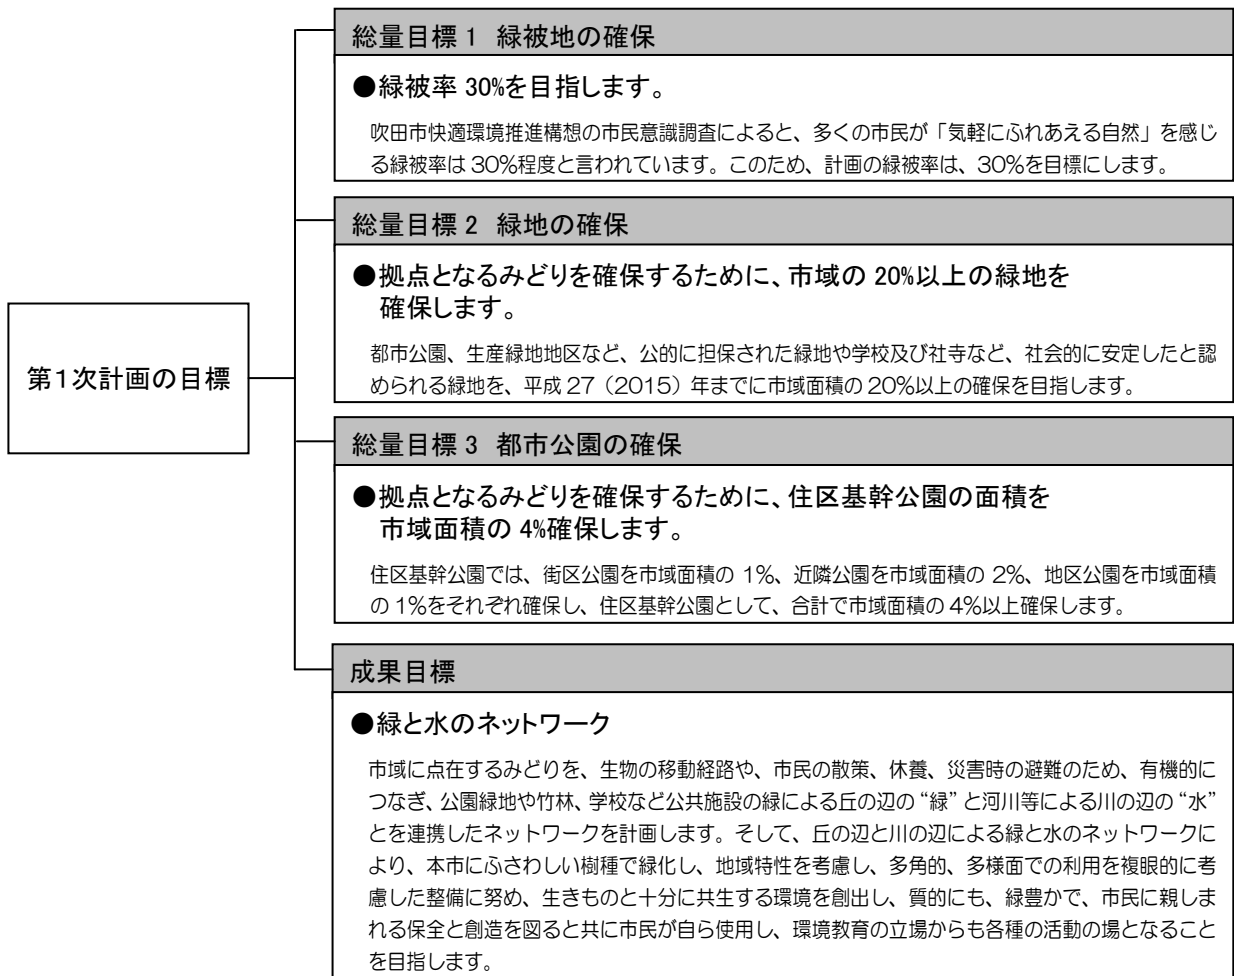 第1次計画の目標
総量目標 1 緑被地の確保
●緑被率 30%を目指します。
吹田市快適環境推進構想の市民意識調査によると、多くの市民が「気軽にふれあえる自然」を感じ
る緑被率は 30%程度と言われています。このため、計画の緑被率は、30%を目標にします。
総量目標 2 緑地の確保
●拠点となるみどりを確保するために、市域の 20%以上の緑地を
確保します。
都市公園、生産緑地地区など、公的に担保された緑地や学校及び社寺など、社会的に安定したと認
められる緑地を、平成 27（2015）年までに市域面積の 20%以上の確保を目指します。
総量目標 3 都市公園の確保
●拠点となるみどりを確保するために、住区基幹公園の面積を
市域面積の 4%確保します。
住区基幹公園では、街区公園を市域面積の 1%、近隣公園を市域面積の 2%、地区公園を市域面積
の 1%をそれぞれ確保し、住区基幹公園として、合計で市域面積の 4%以上確保します。
成果目標
●緑と水のネットワーク
市域に点在するみどりを、生物の移動経路や、市民の散策、休養、災害時の避難のため、有機的に
つなぎ、公園緑地や竹林、学校など公共施設の緑による丘の辺の“緑”と河川等による川の辺の“水”
とを連携したネットワークを計画します。そして、丘の辺と川の辺による緑と水のネットワークに
より、本市にふさわしい樹種で緑化し、地域特性を考慮し、多角的、多様面での利用を複眼的に考
慮した整備に努め、生きものと十分に共生する環境を創出し、質的にも、緑豊かで、市民に親しま
れる保全と創造を図ると共に市民が自ら使用し、環境教育の立場からも各種の活動の場となること
を目指します。